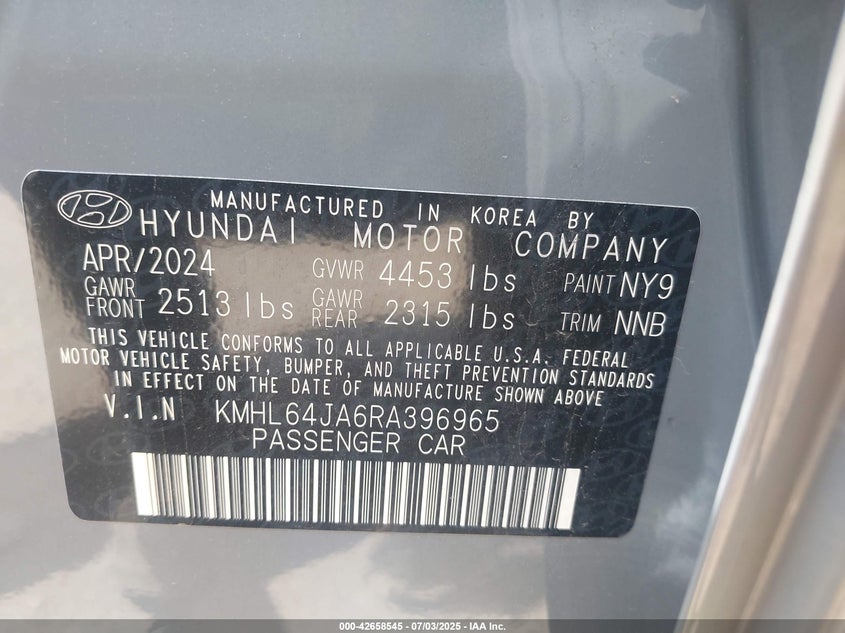 MANUFACTURED IN KOREA BY
HYUNDAI MOTOR COMPANY
APR/2024 GVWR 4453 lbs PAINT NY9
GAWR FRONT 2513 lbs GAWR REAR 2315 lbs TRIM NNB
THIS VEHICLE CONFORMS TO ALL APPLICABLE U.S.A. FEDERAL
MOTOR VEHICLE SAFETY, BUMPER, AND THEFT PREVENTION STANDARDS
IN EFFECT ON THE DATE OF MANUFACTURE SHOWN ABOVE
V.I.N KMHL64JA6RA396965
PASSENGER CAR
000-42658545 - 07/03/2025 - IAA Inc.